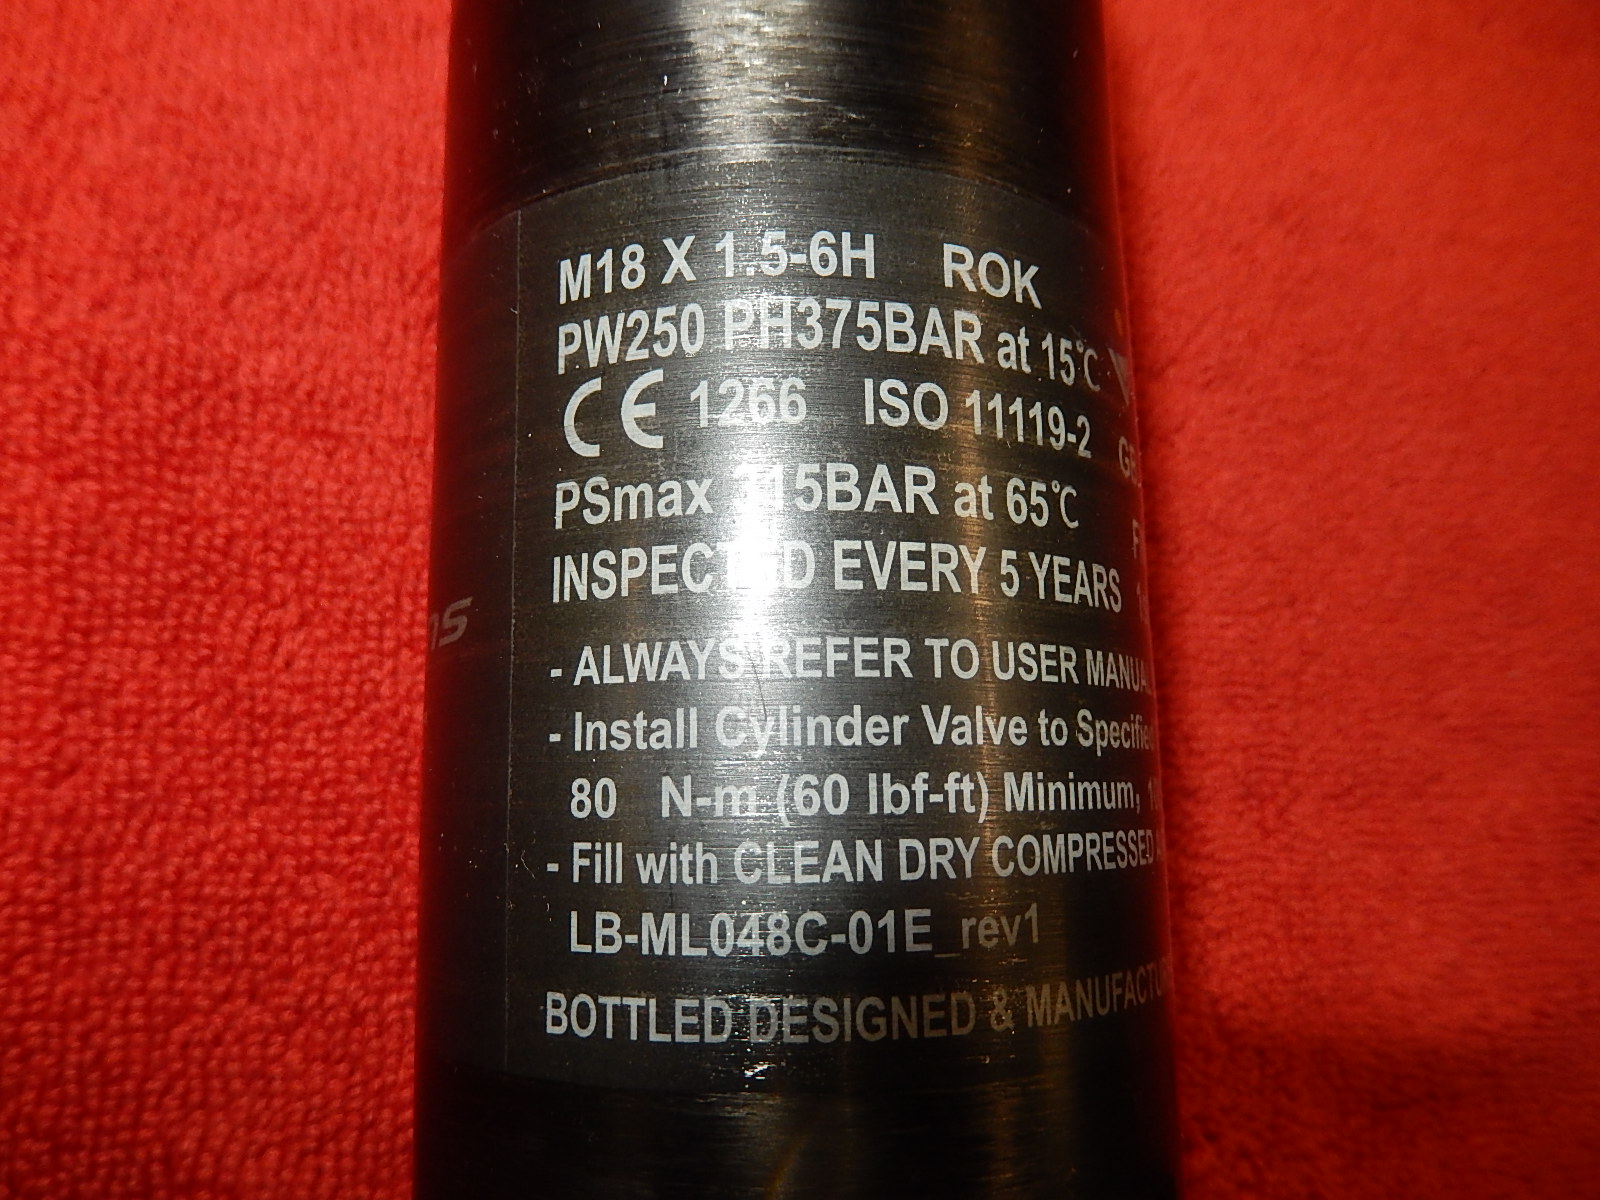 M18 X 1.5-6H ROK
PW250 PH375BAR at 15℃
CE 1266 ISO 11119-2
PSmax 15BAR at 65℃
INSPECTED EVERY 5 YEARS
- ALWAYS REFER TO USER MANUAL
- Install Cylinder Valve to Specified
80 N-m (60 lbf-ft) Minimum,
- Fill with CLEAN DRY COMPRESSED
LB-ML048C-01E_rev1
BOTTLED DESIGNED & MANUFACTU